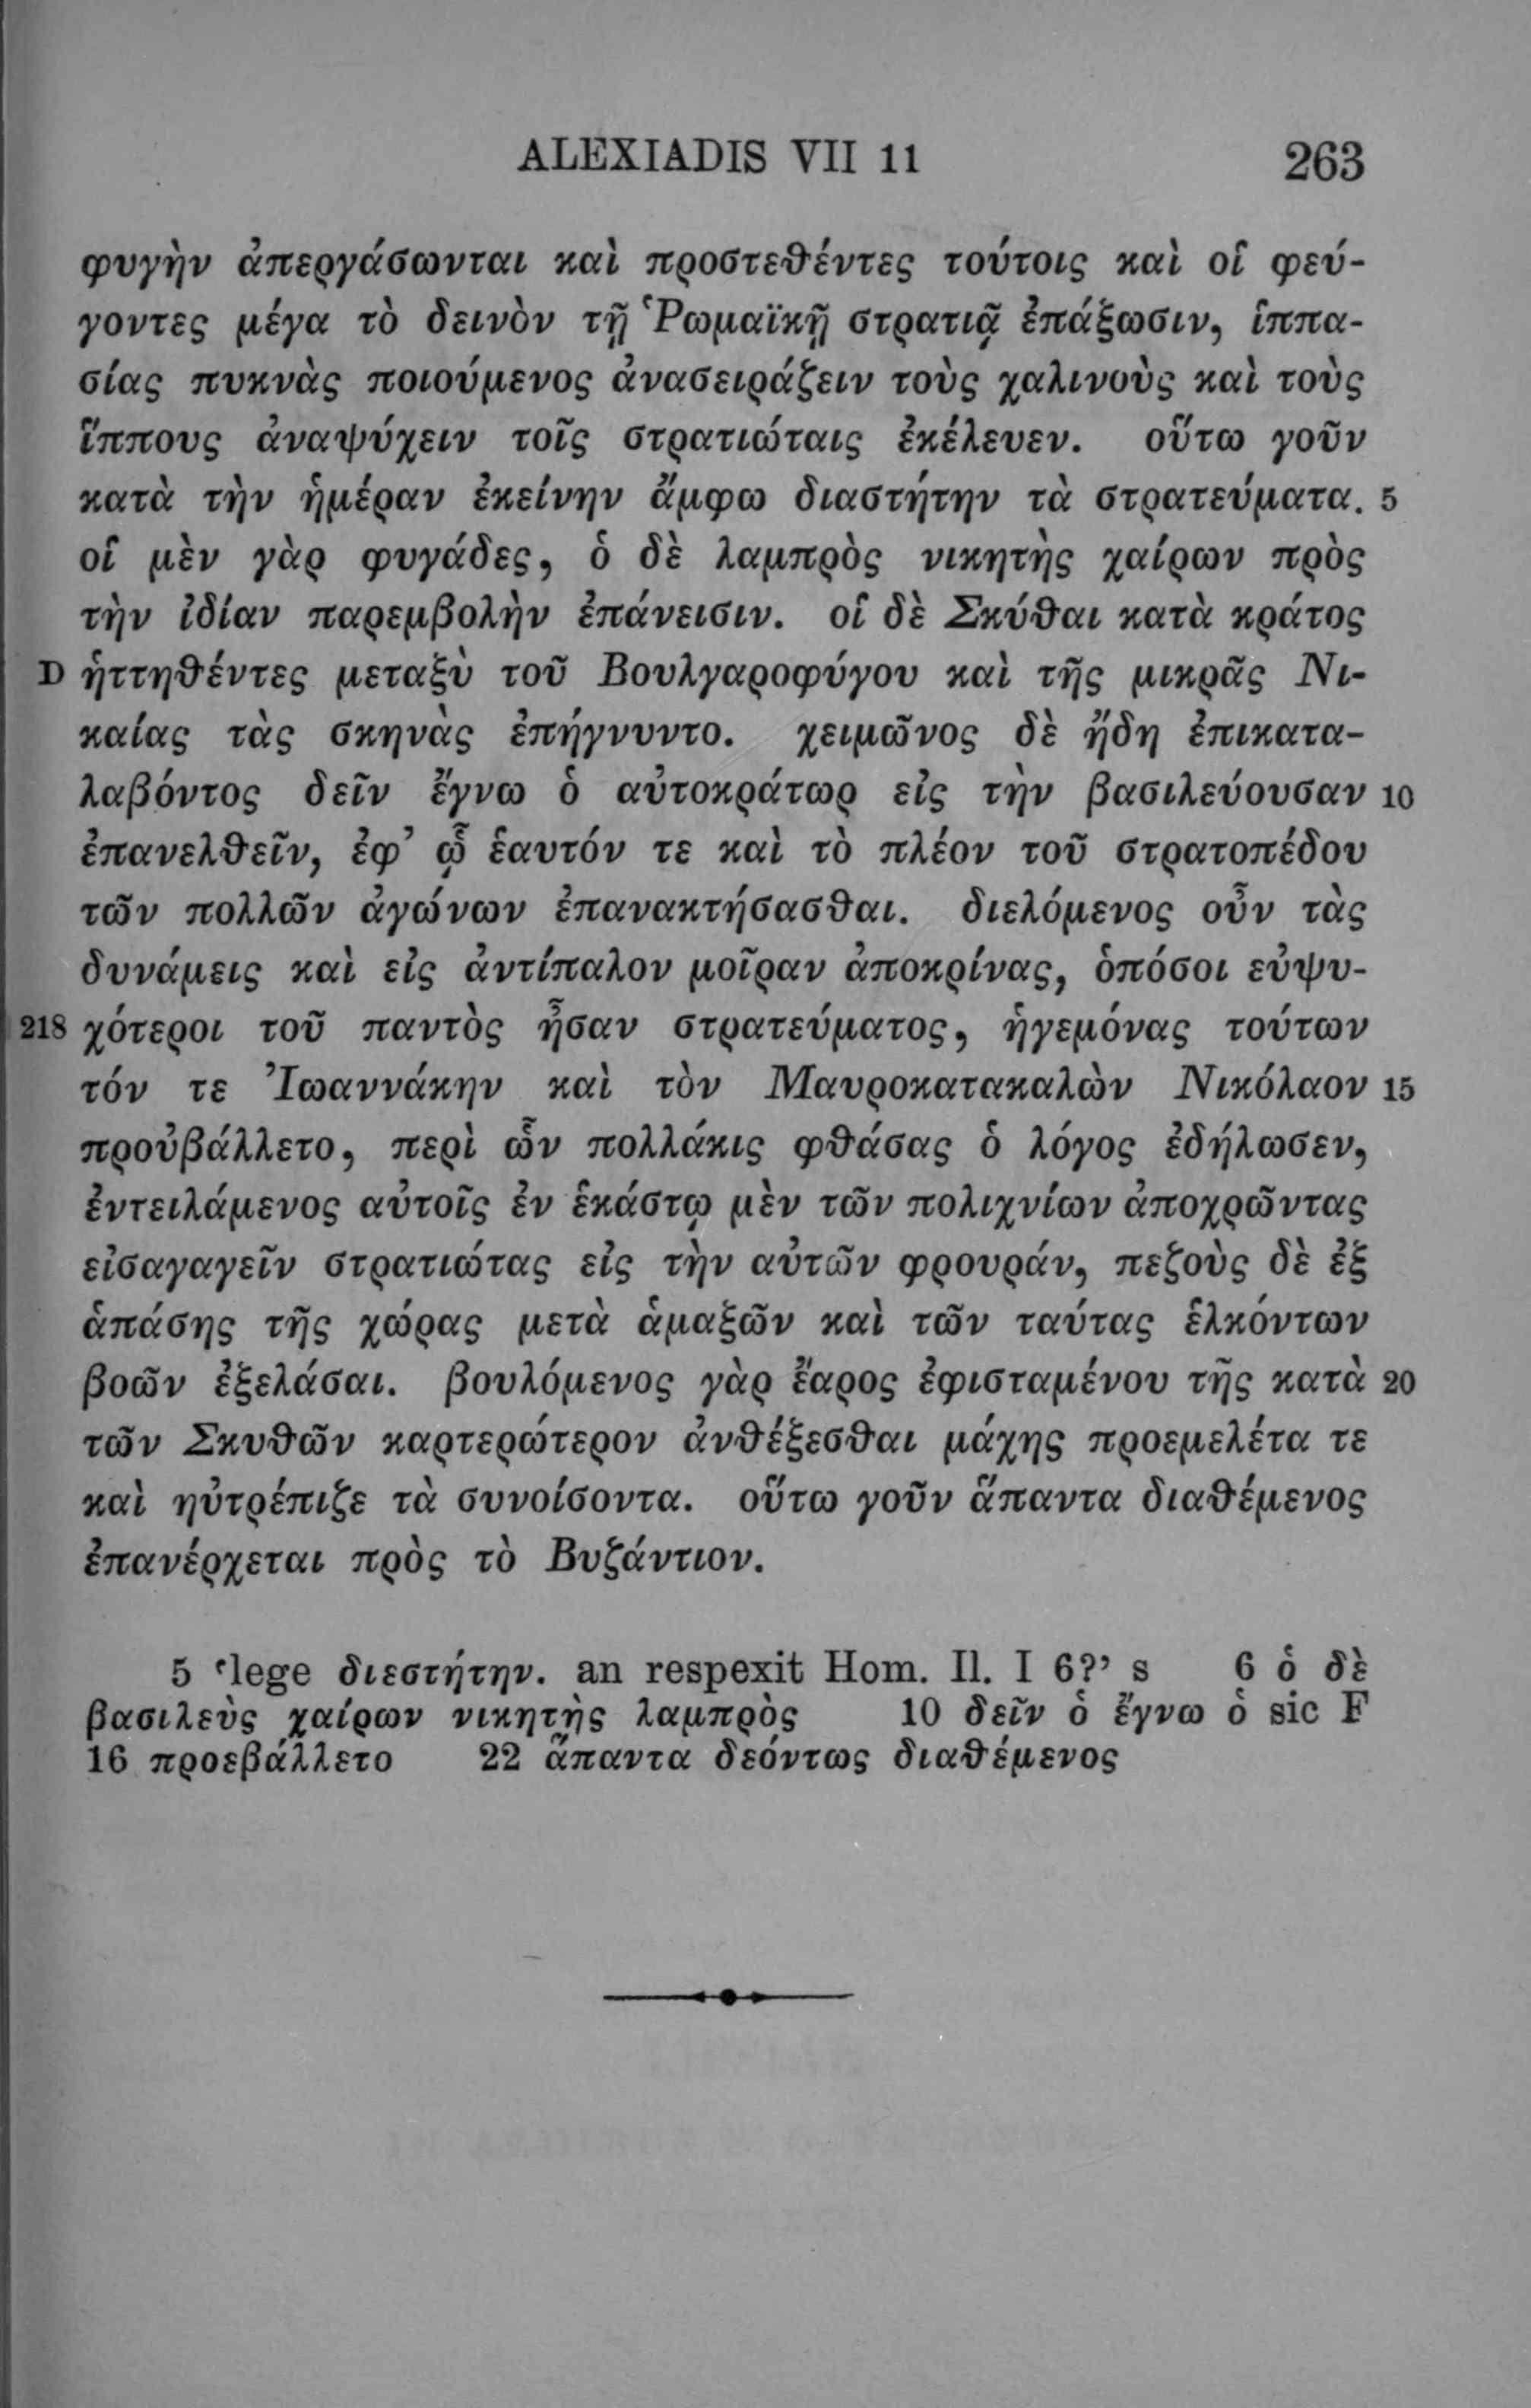 ALEXIADIS VII 11 263
φυγὴν ἀπεργάσωνται καὶ προστεθέντες τούτοις καὶ οἱ φεύ-
γοντες μέγα τὸ δεινὸν τῇ Ῥωμαϊκῇ στρατιᾷ ἐπάξωσιν, ἱππα-
σίας πυκνὰς ποιούμενος ἀνασειράζειν τοὺς χαλινοὺς καὶ τοὺς
ἵππους ἀναψύχειν τοῖς στρατιώταις ἐκέλευεν. οὕτω γοῦν
κατὰ τὴν ἡμέραν ἐκείνην ἄμφω διαστήτην τὰ στρατεύματα. 5
οἱ μὲν γὰρ φυγάδες, ὁ δὲ λαμπρὸς νικητὴς χαίρων πρὸς
τὴν ἰδίαν παρεμβολὴν ἐπάνεισιν. οἱ δὲ Σκύθαι κατὰ κράτος
D ἡττηθέντες μεταξὺ τοῦ Βουλγαροφύγου καὶ τῆς μικρᾶς Νι-
καίας τὰς σκηνὰς ἐπήγνυντο. χειμῶνος δὲ ἤδη ἐπικατα-
λαβόντος δεῖν ἔγνω ὁ αὐτοκράτωρ εἰς τὴν βασιλεύουσαν 10
ἐπανελθεῖν, ἐφ’ ᾧ ἑαυτόν τε καὶ τὸ πλέον τοῦ στρατοπέδου
τῶν πολλῶν ἀγώνων ἐπανακτήσασθαι. διελόμενος οὖν τὰς
δυνάμεις καὶ εἰς ἀντίπαλον μοῖραν ἀποκρίνας, ὁπόσοι εὐψυ-
218 χότεροι τοῦ παντὸς ἦσαν στρατεύματος, ἡγεμόνας τούτων
τόν τε Ἰωαννάκην καὶ τὸν Μαυροκατακαλὼν Νικόλαον 15
προὐβάλλετο, περὶ ὧν πολλάκις φθάσας ὁ λόγος ἐδήλωσεν,
ἐντειλάμενος αὐτοῖς ἐν ἑκάστῳ μὲν τῶν πολιχνίων ἀποχρῶντας
εἰσαγαγεῖν στρατιώτας εἰς τὴν αὐτῶν φρουράν, πεζοὺς δὲ ἐξ
ἁπάσης τῆς χώρας μετὰ ἁμαξῶν καὶ τῶν ταύτας ἑλκόντων
βοῶν ἐξελάσαι. βουλόμενος γὰρ ἔαρος ἐφισταμένου τῆς κατὰ 20
τῶν Σκυθῶν καρτερώτερον ἀνθέξεσθαι μάχης προεμελέτα τε
καὶ ηὐτρέπιζε τὰ συνοίσοντα. οὕτω γοῦν ἅπαντα διαθέμενος
ἐπανέρχεται πρὸς τὸ Βυζάντιον.
5 ‘lege διεστήτην. an respexit Hom. Il. I 6?’ s 6 ὁ δὲ
βασιλεὺς χαίρων νικητὴς λαμπρὸς 10 δεῖν ὁ ἔγνω ὁ sic F
16 προεβάλλετο 22 ἅπαντα δεόντως διαθέμενος